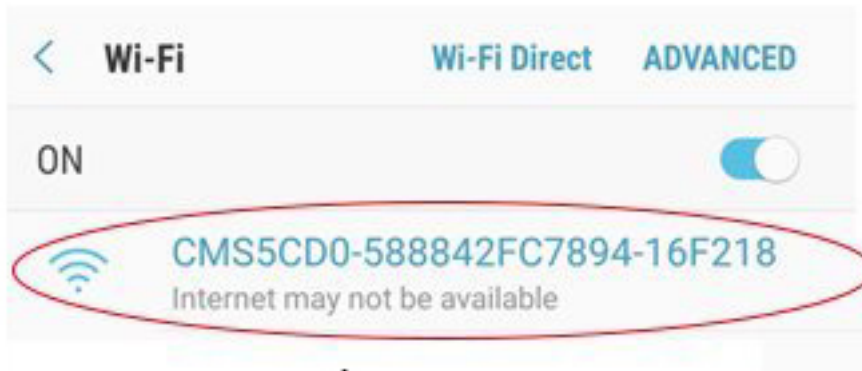 < Wi-Fi Wi-Fi Direct ADVANCED
ON
CMS5CD0-588842FC7894-16F218
Internet may not be available